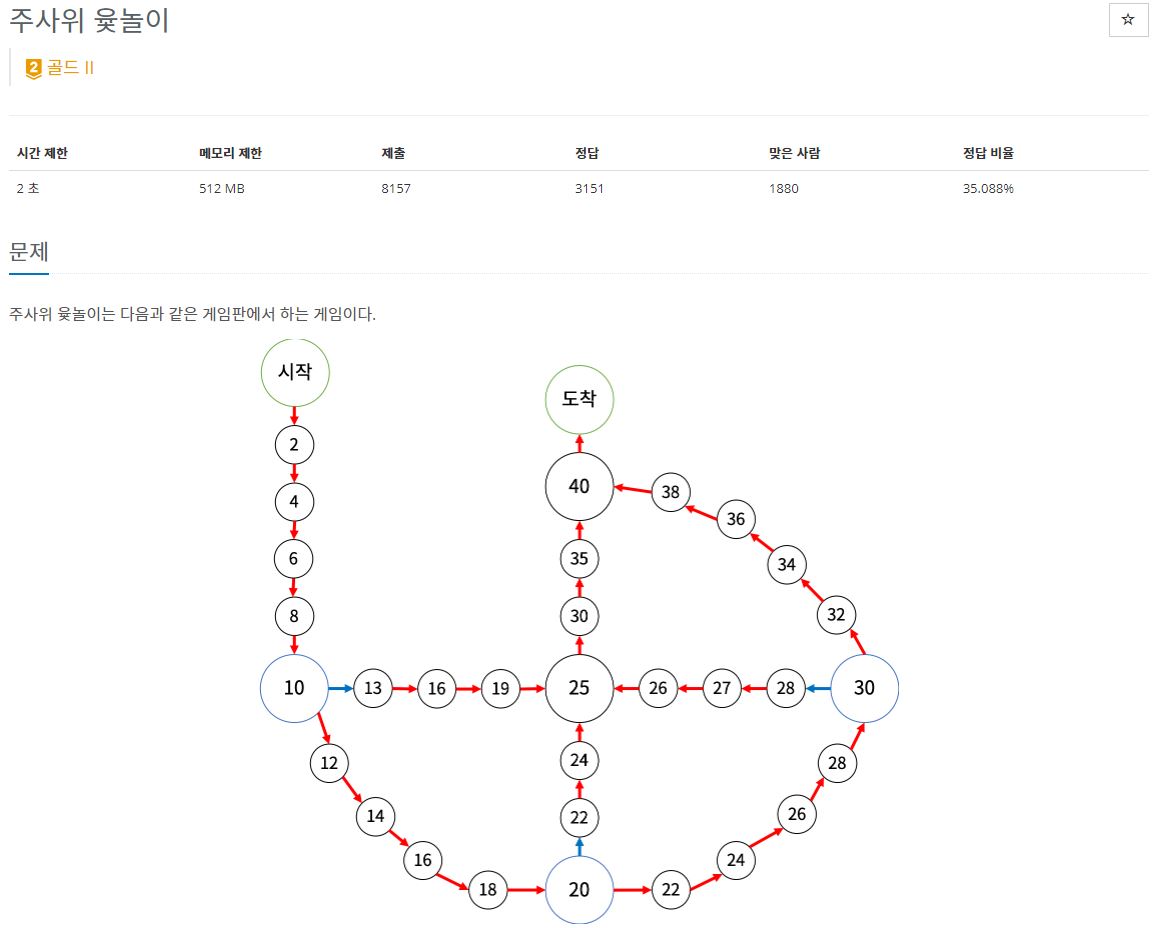 주사위 윷놀이
☆
2 골드 II
시간 제한 메모리 제한 제출 정답 맞은 사람 정답 비율
2 초 512 MB 8157 3151 1880 35.088%
문제
주사위 윷놀이는 다음과 같은 게임판에서 하는 게임이다.
시작
도착
2
40 38
4
36
6 35 34
8 30 32
10 13 16 19 25 26 27 28 30
12 24 28
14 22 26
16 24
18 20 22